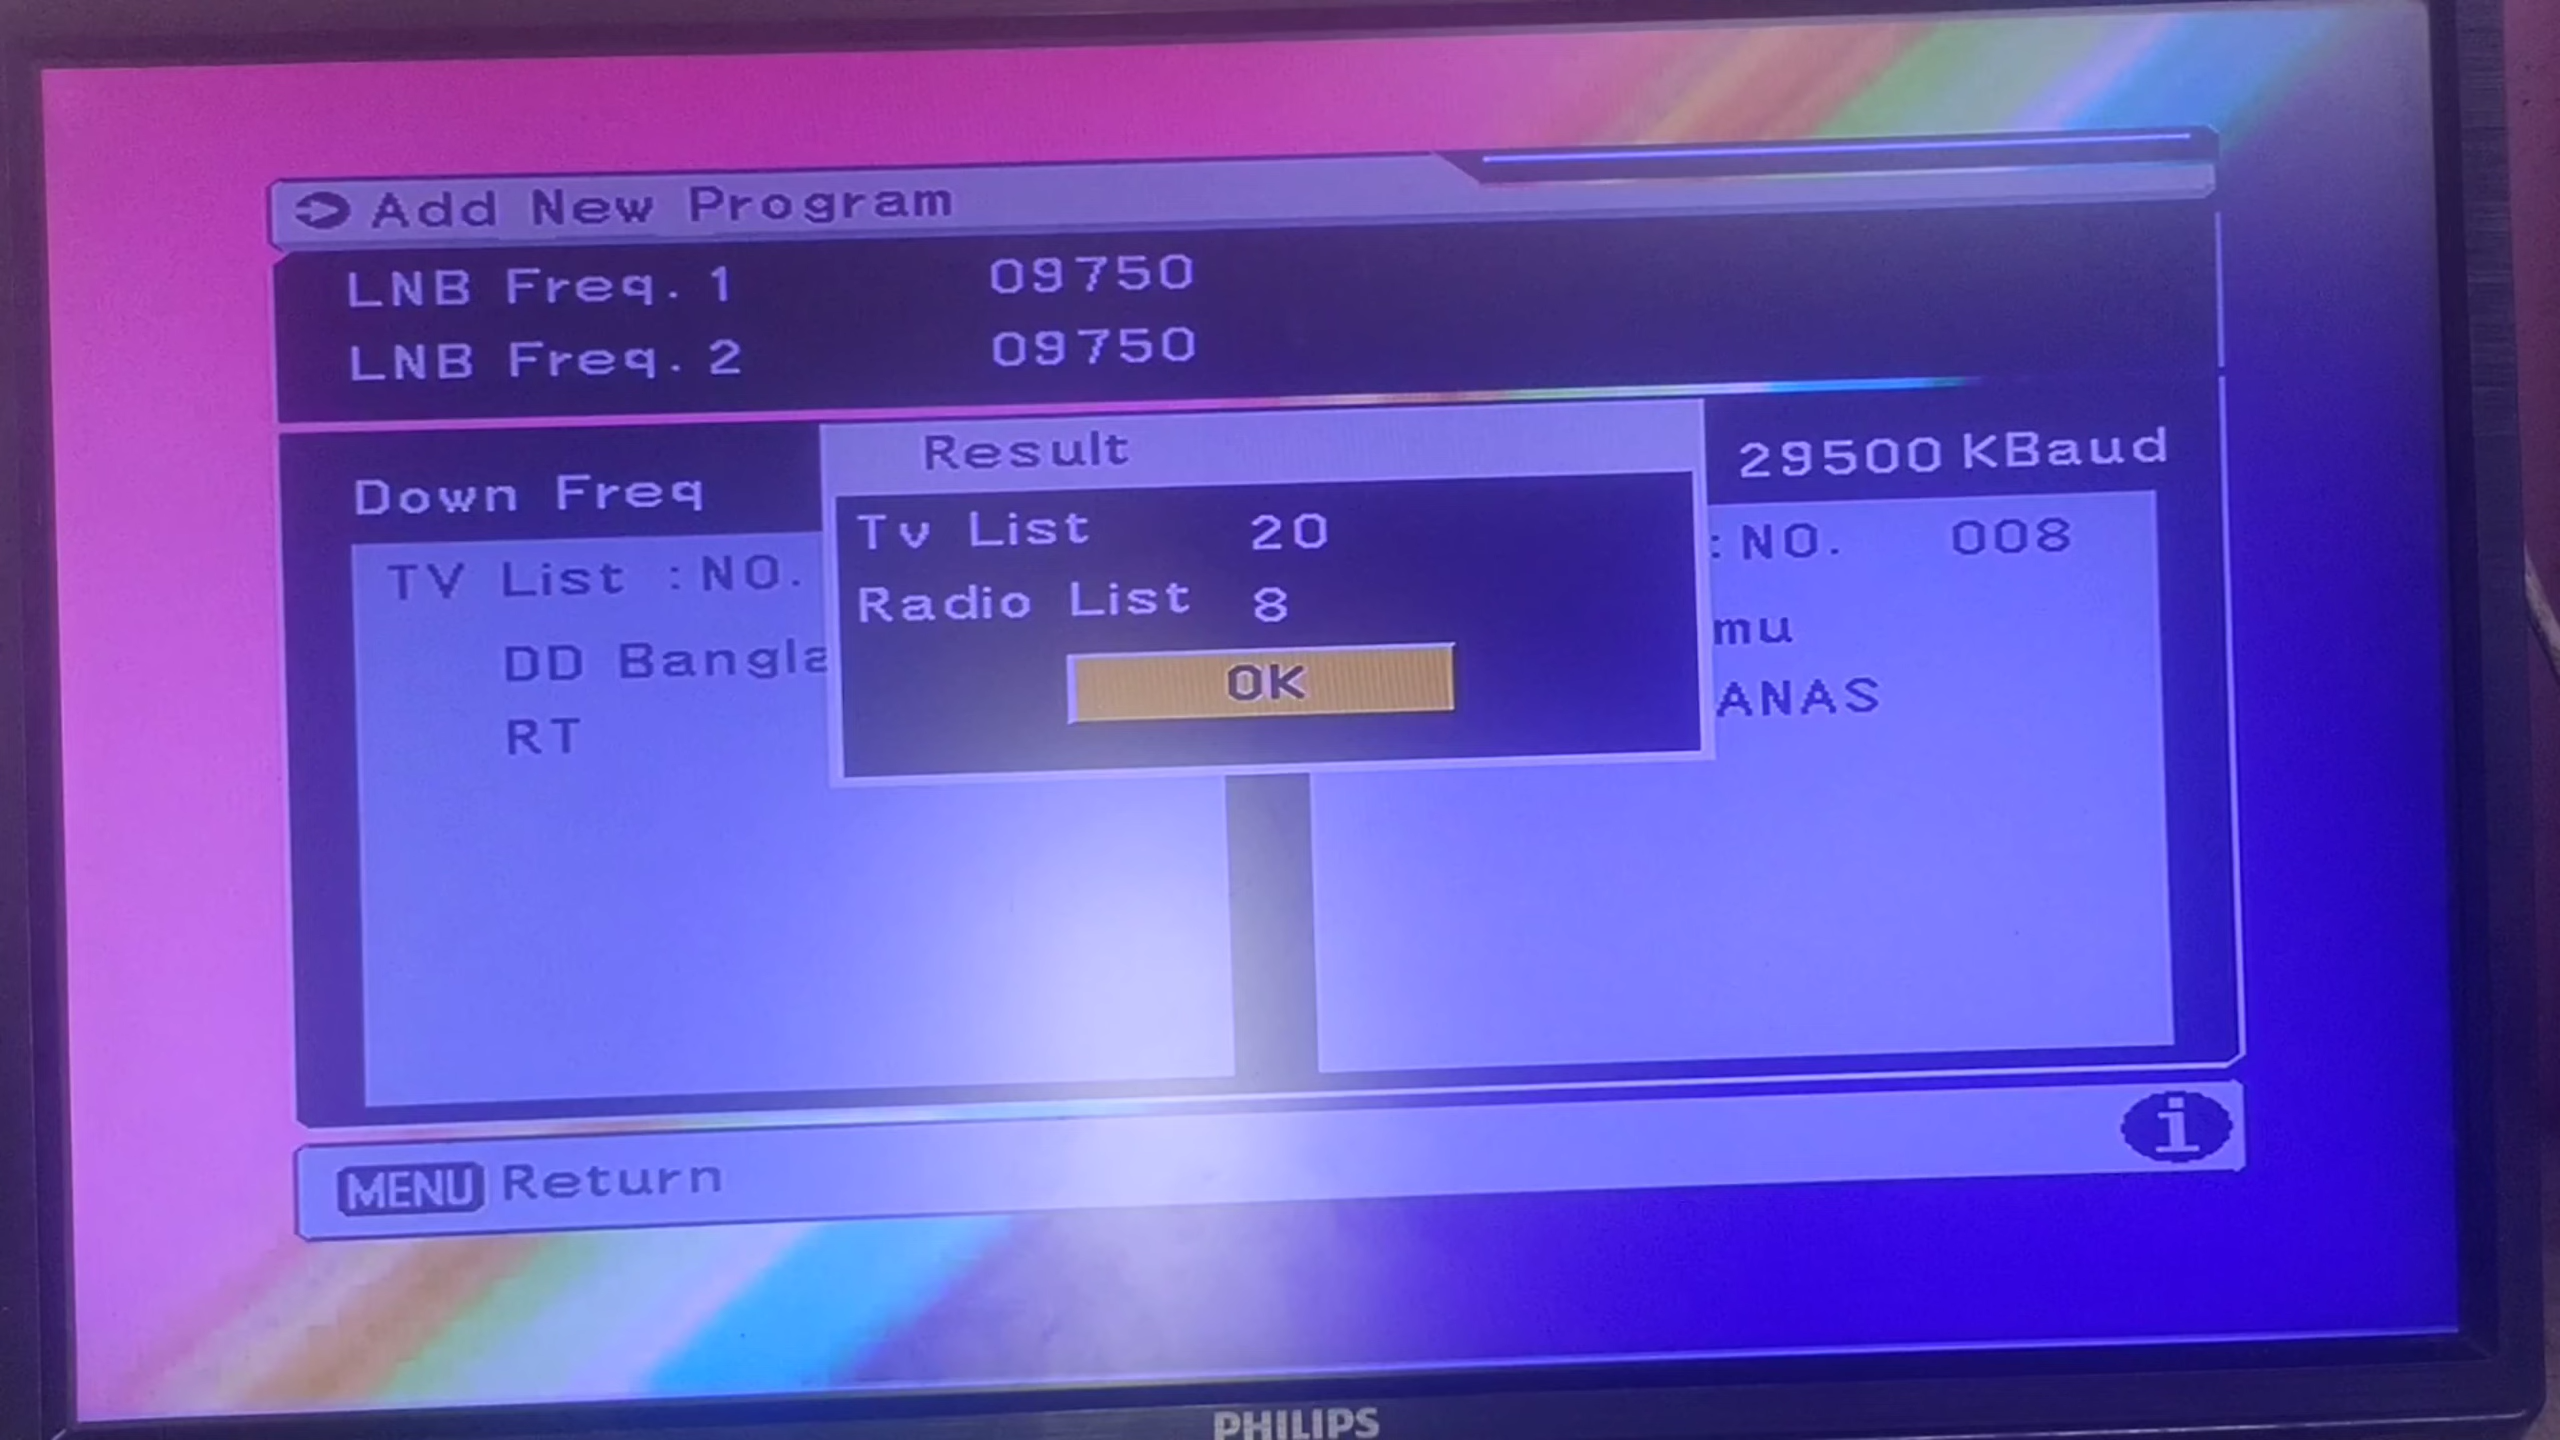 Add New Program
LNB Freq. 1 09750
LNB Freq. 2 09750
Result
Down Freq 29500 KBaud
Tv List 20
TV List :NO. :NO. 008
Radio List 8
DD Bangla mu
OK
RT ANAS
MENU Return
i
PHILIPS